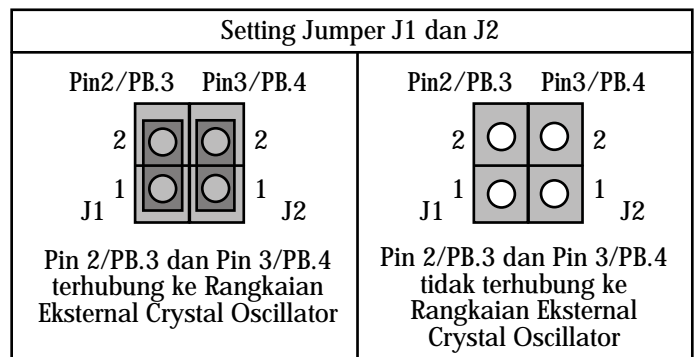 Setting Jumper J1 dan J2
Pin2/PB.3 Pin3/PB.4
2 2
1 1
J1 J2
Pin 2/PB.3 dan Pin 3/PB.4
terhubung ke Rangkaian
Eksternal Crystal Oscillator
Pin2/PB.3 Pin3/PB.4
2 2
1 1
J1 J2
Pin 2/PB.3 dan Pin 3/PB.4
tidak terhubung ke
Rangkaian Eksternal
Crystal Oscillator